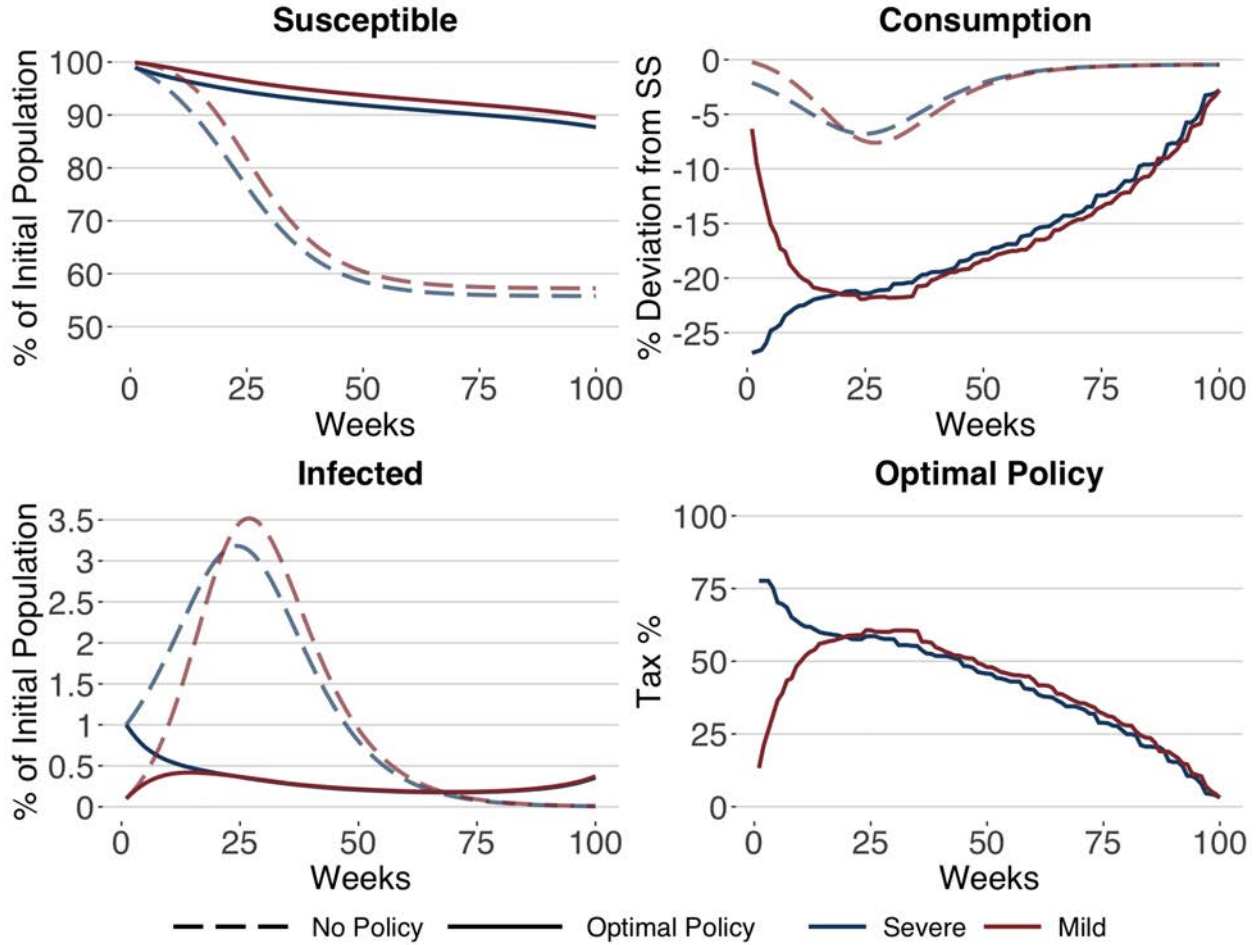 Susceptible
% of Initial Population
100
90
80
70
60
50
0 25 50 75 100
Weeks
Consumption
% Deviation from SS
0
-5
-10
-15
-20
-25
0 25 50 75 100
Weeks
Infected
% of Initial Population
3.5
3
2.5
2
1.5
1
0.5
0
0 25 50 75 100
Weeks
Optimal Policy
Tax %
100
75
50
25
0
0 25 50 75 100
Weeks
No Policy Optimal Policy Severe Mild